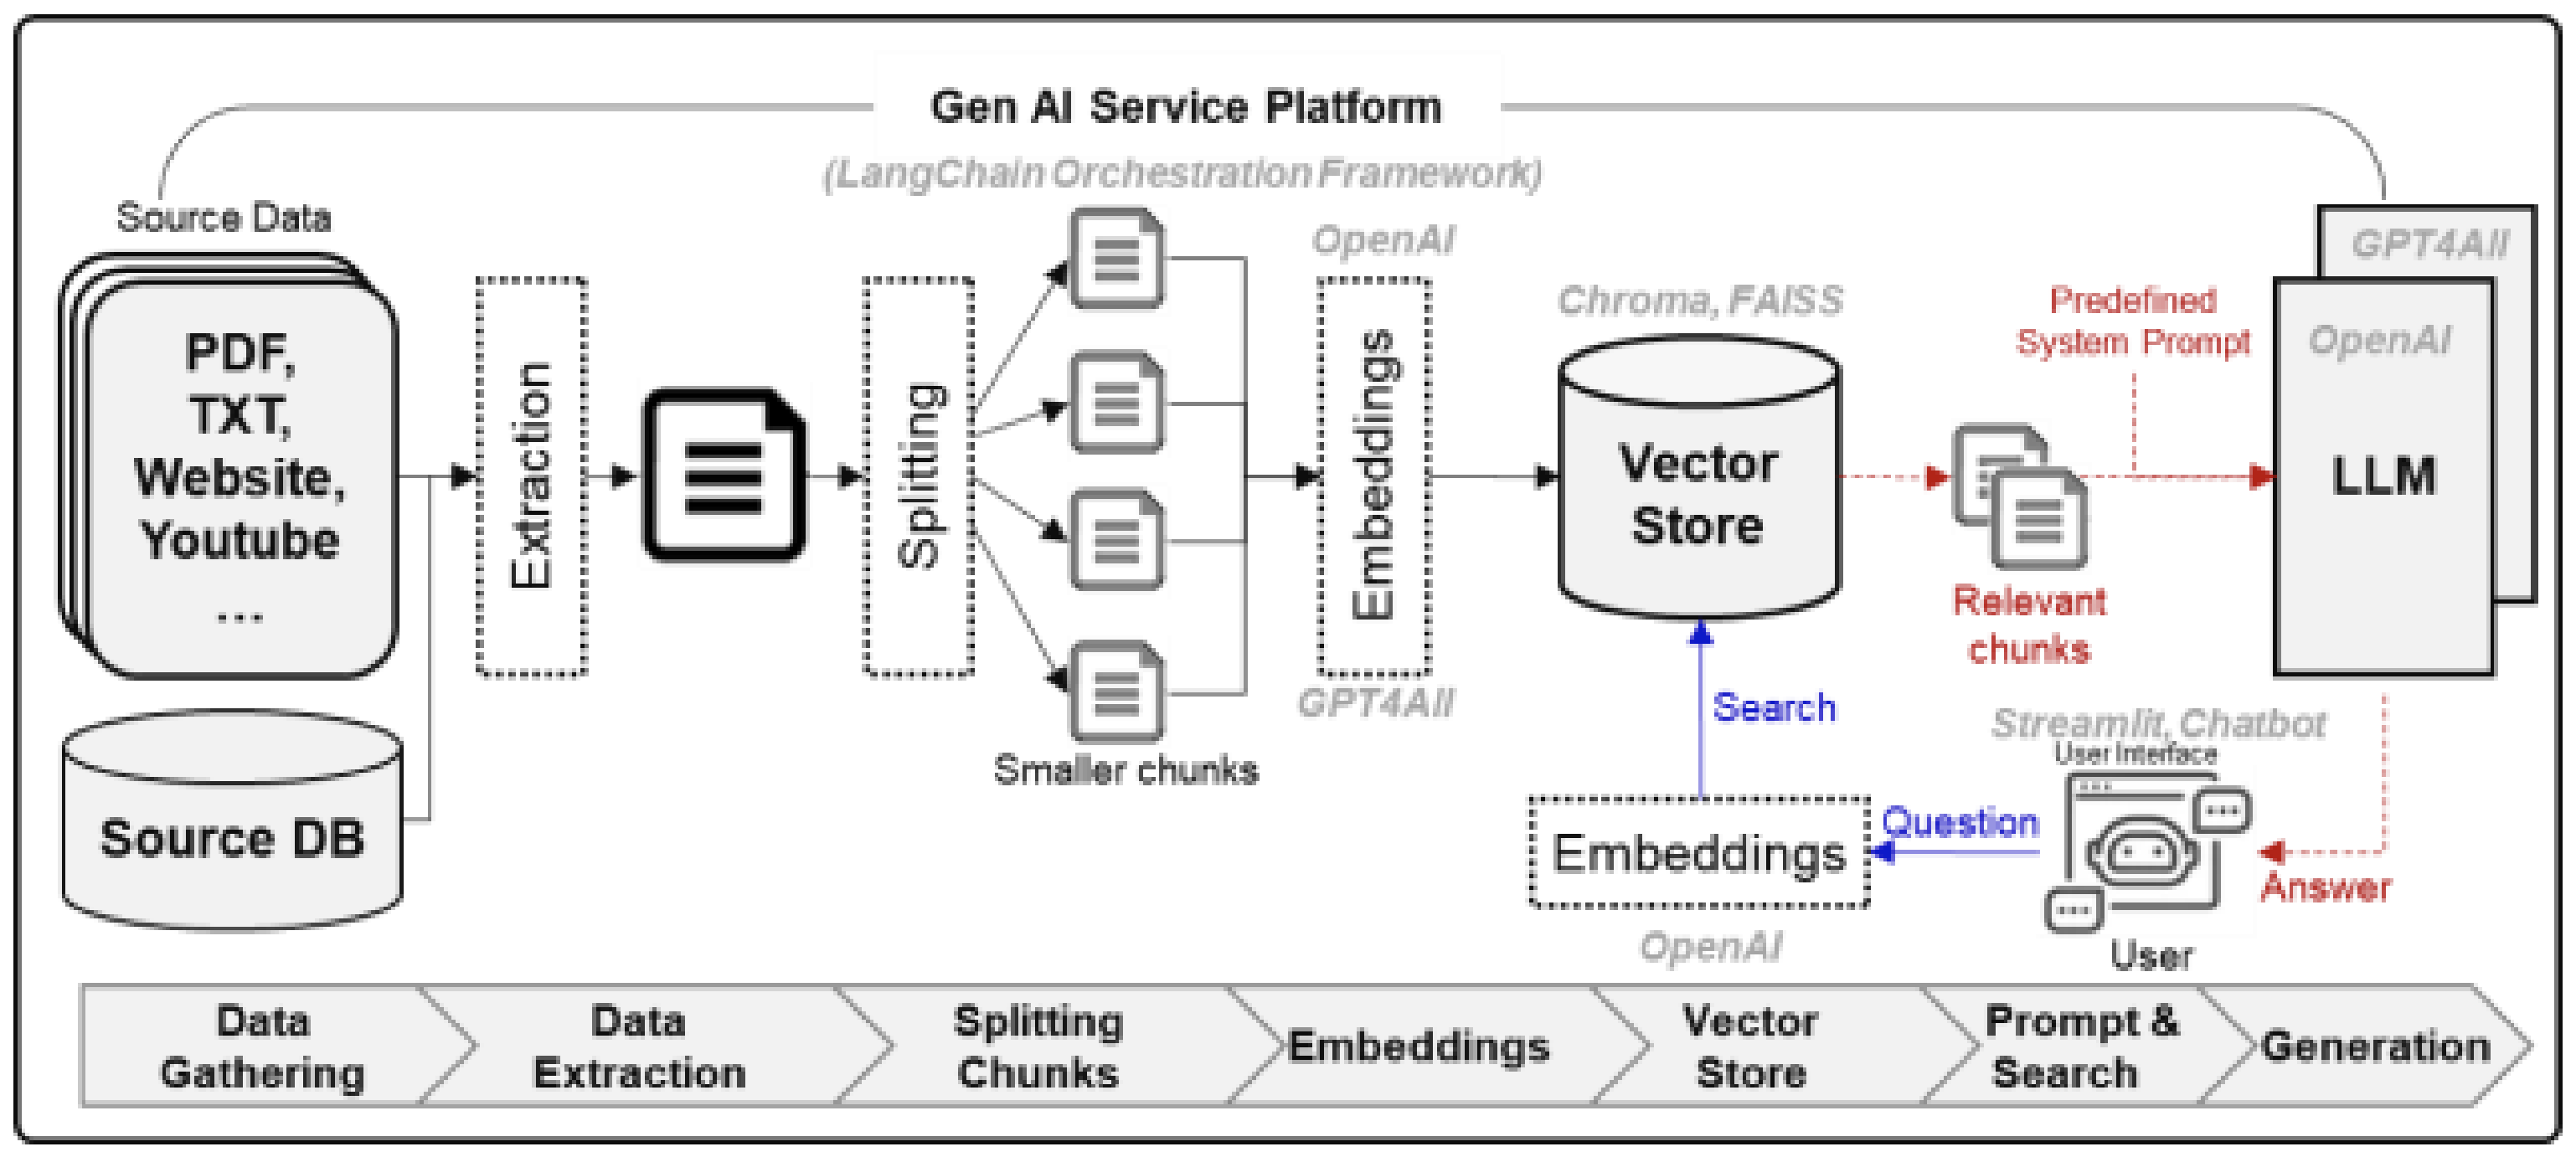 Gen AI Service Platform
(LangChain Orchestration Framework)
Source Data
PDF,
TXT,
Website,
Youtube
...
Source DB
Extraction
Splitting
Smaller chunks
OpenAI
Embeddings
GPT4All
Chroma, FAISS
Vector
Store
Predefined
System Prompt
Relevant
chunks
GPT4All
OpenAI
LLM
Search
Embeddings
OpenAI
Question
Streamlit, Chatbot
User Interface
User
Answer
Data
Gathering
Data
Extraction
Splitting
Chunks
Embeddings
Vector
Store
Prompt &
Search
Generation